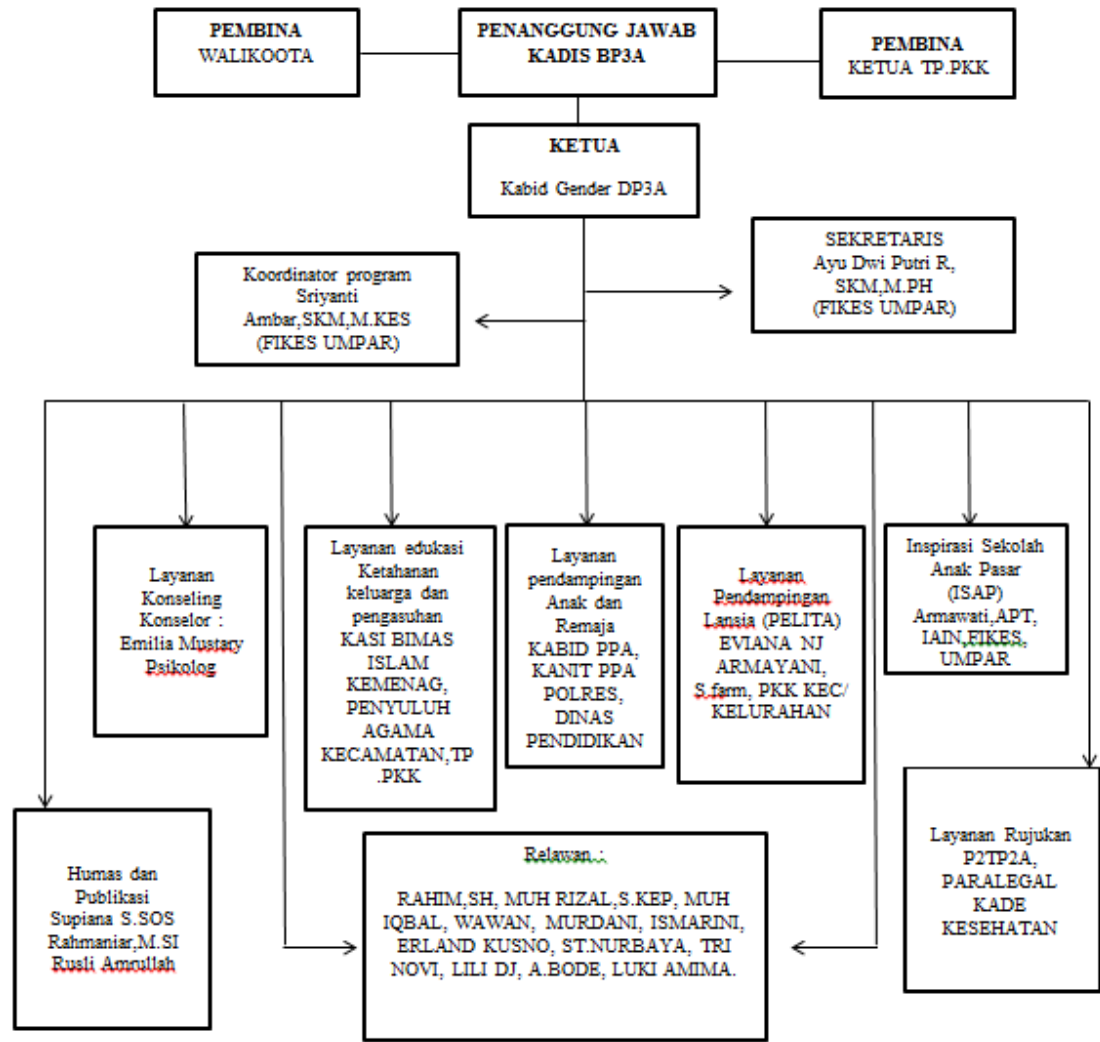 PEMBINA
WALIKOOTA
PENANGGUNG JAWAB
KADIS BP3A
PEMBINA
KETUA TP.PKK
KETUA
Kabid Gender DP3A
Koordinator program
Sriyanti
Ambar,SKM,M.KES
(FIKES UMPAR)
SEKRETARIS
Ayu Dwi Putri R,
SKM,M.PH
(FIKES UMPAR)
Layanan
Konseling
Konselor :
Emilia Mustary
Psikolog
Layanan edukasi
Ketahanan
keluarga dan
pengasuhan
KASI BIMAS
ISLAM
KEMENAG,
PENYULUH
AGAMA
KECAMATAN,TP
.PKK
Layanan
pendampingan
Anak dan
Remaja
KABID PPA,
KANIT PPA
POLRES,
DINAS
PENDIDIKAN
Layanan
Pendampingan
Lansia (PELITA)
EVIANA NJ
ARMAYANI,
S.farm, PKK KEC/
KELURAHAN
Inspirasi Sekolah
Anak Pasar
(ISAP)
Armawati,APT,
IAIN,FIKES,
UMPAR
Humas dan
Publikasi
Supiana S.SOS
Rahmaniar,M.SI
Rusli Amrullah
Relawan :
RAHIM,SH, MUH RIZAL,S.KEP, MUH
IQBAL, WAWAN, MURDANI, ISMARINI,
ERLAND KUSNO, ST.NURBAYA, TRI
NOVI, LILI DJ, A.BODE, LUKI AMIMA.
Layanan Rujukan
P2TP2A,
PARALEGAL
KADE
KESEHATAN